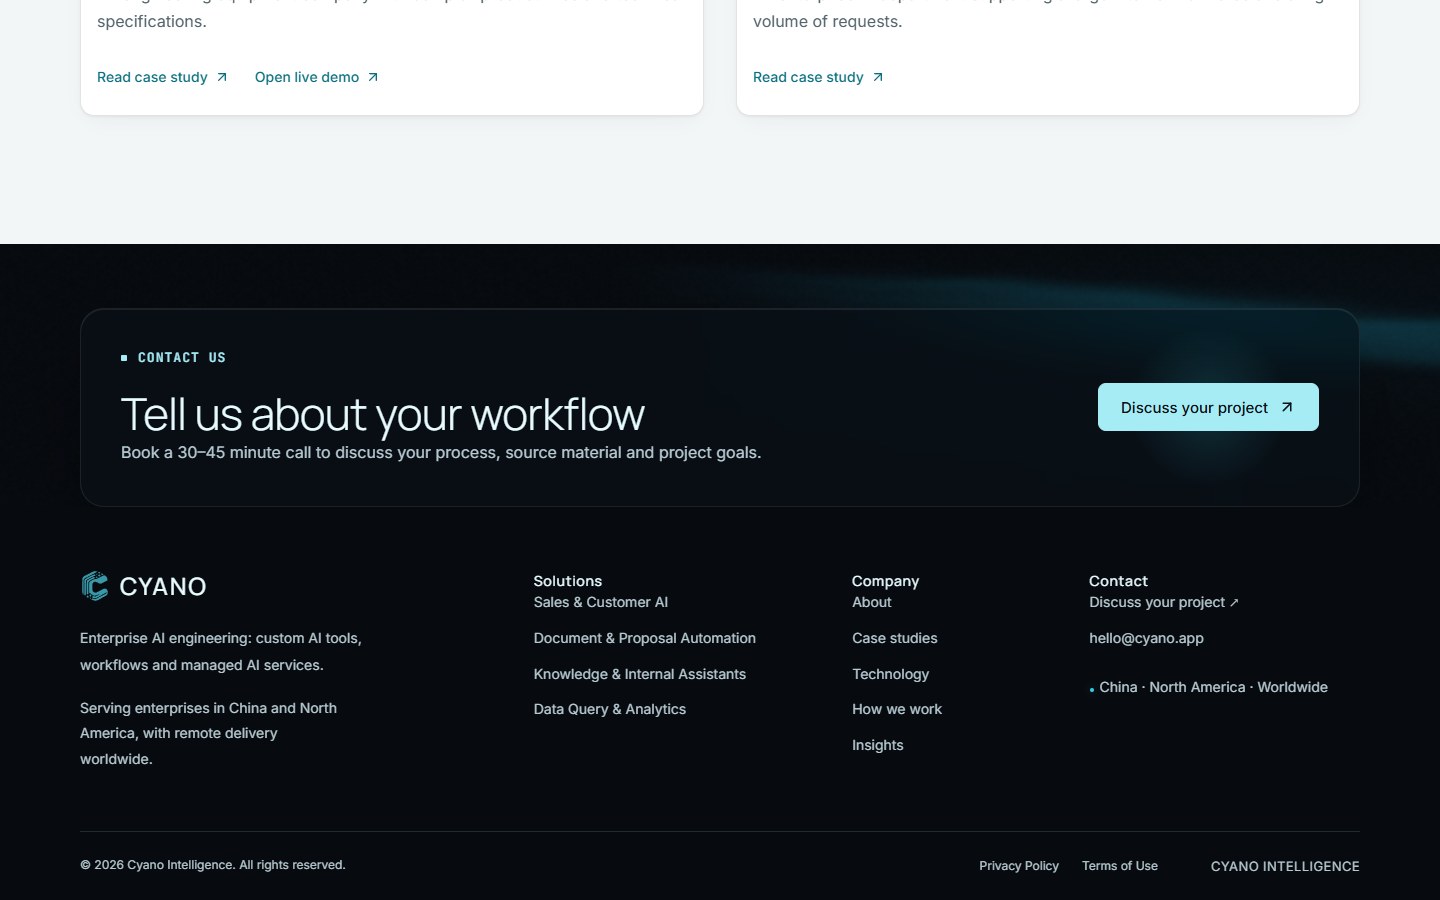 specifications.
volume of requests.
Read case study
Open live demo
Read case study
CONTACT US
Tell us about your workflow
Book a 30–45 minute call to discuss your process, source material and project goals.
Discuss your project
CYANO
Enterprise AI engineering: custom AI tools,
workflows and managed AI services.
Serving enterprises in China and North
America, with remote delivery
worldwide.
Solutions
Sales & Customer AI
Document & Proposal Automation
Knowledge & Internal Assistants
Data Query & Analytics
Company
About
Case studies
Technology
How we work
Insights
Contact
Discuss your project ↗
hello@cyano.app
China · North America · Worldwide
© 2026 Cyano Intelligence. All rights reserved.
Privacy Policy
Terms of Use
CYANO INTELLIGENCE